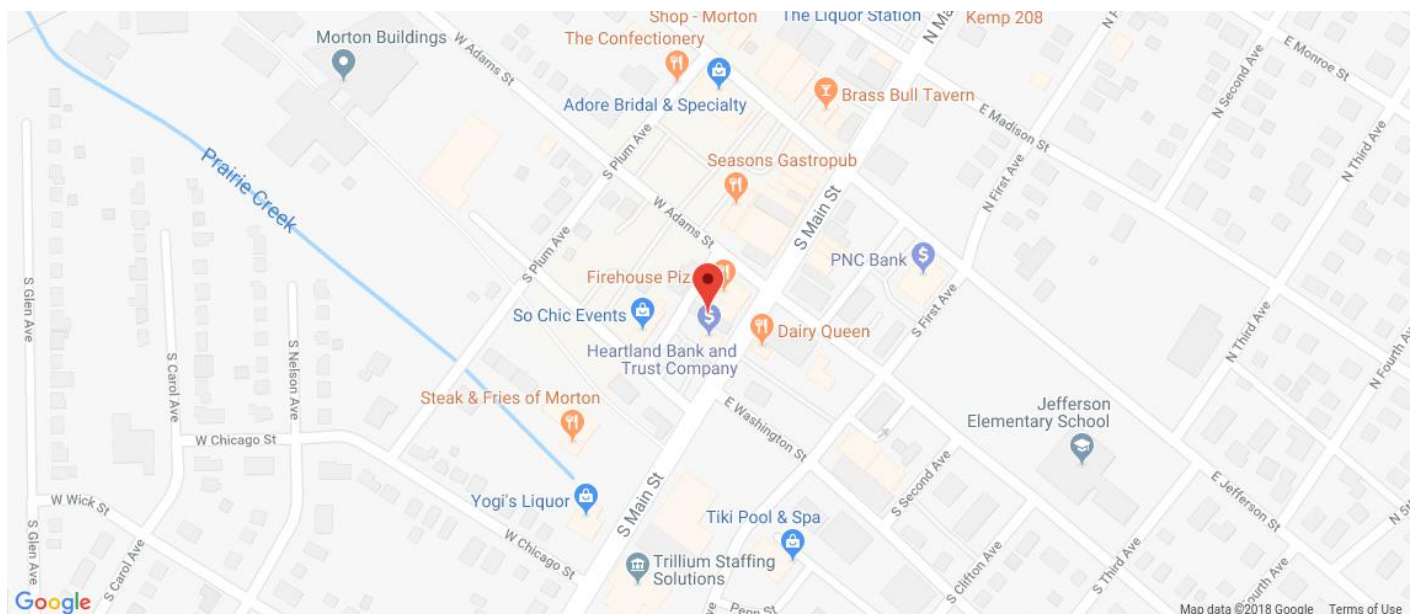 Shop - Morton
The Liquor Station
Kemp 208
The Confectionery
Morton Buildings
W Adams St
N Main
N Second Ave
E Monroe St
Adore Bridal & Specialty
Brass Bull Tavern
E Madison St
N Third Ave
S Plum Ave
Seasons Gastropub
N First Ave
Prairie Creek
S Main St
W Adams St
S Plum Ave
PNC Bank
Firehouse Piz
S Glen Ave
So Chic Events
Dairy Queen
S First Ave
N Third Ave
N Fourth Ave
Heartland Bank and
Trust Company
S Carol Ave
S Nelson Ave
Steak & Fries of Morton
E Washington St
Jefferson
Elementary School
W Chicago St
S Second Ave
E Jefferson St
W Wick St
Yogi's Liquor
S Main St
Tiki Pool & Spa
S Glen Ave
S Carol Ave
W Chicago St
Trillium Staffing
Solutions
S Clifton Ave
S Third Ave
Fourth Ave
Penn St
Google
Map data ©2018 Google
Terms of Use